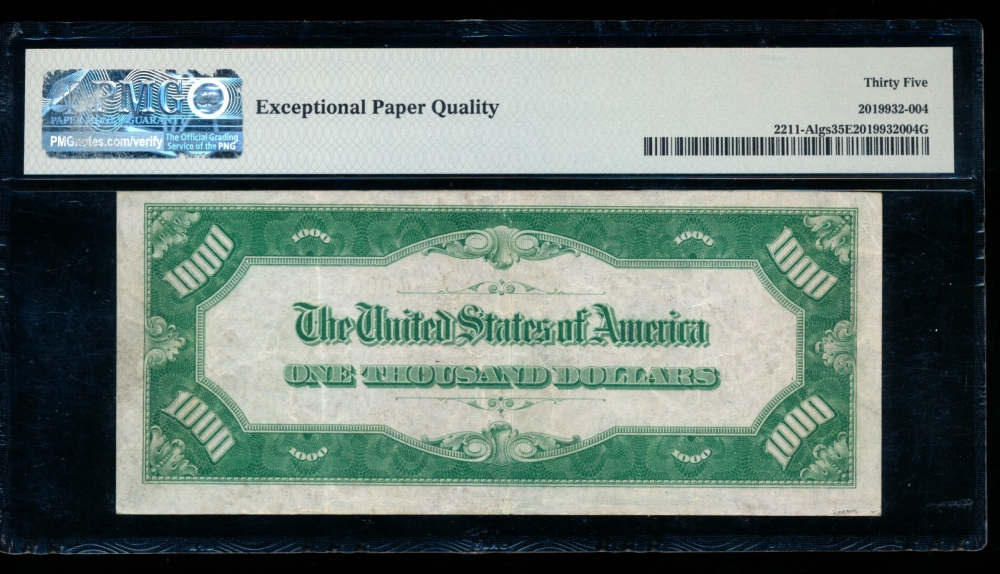 PMG
PAPER MONEY GUARANTY
PMGnotes.com/verify
The Official Grading
Service of the PNG
Exceptional Paper Quality
Thirty Five
2019932-004
2211-Algs35E2019932004G
1000 1000 1000 1000
The United States of America
ONE THOUSAND DOLLARS
1000 1000 1000 1000